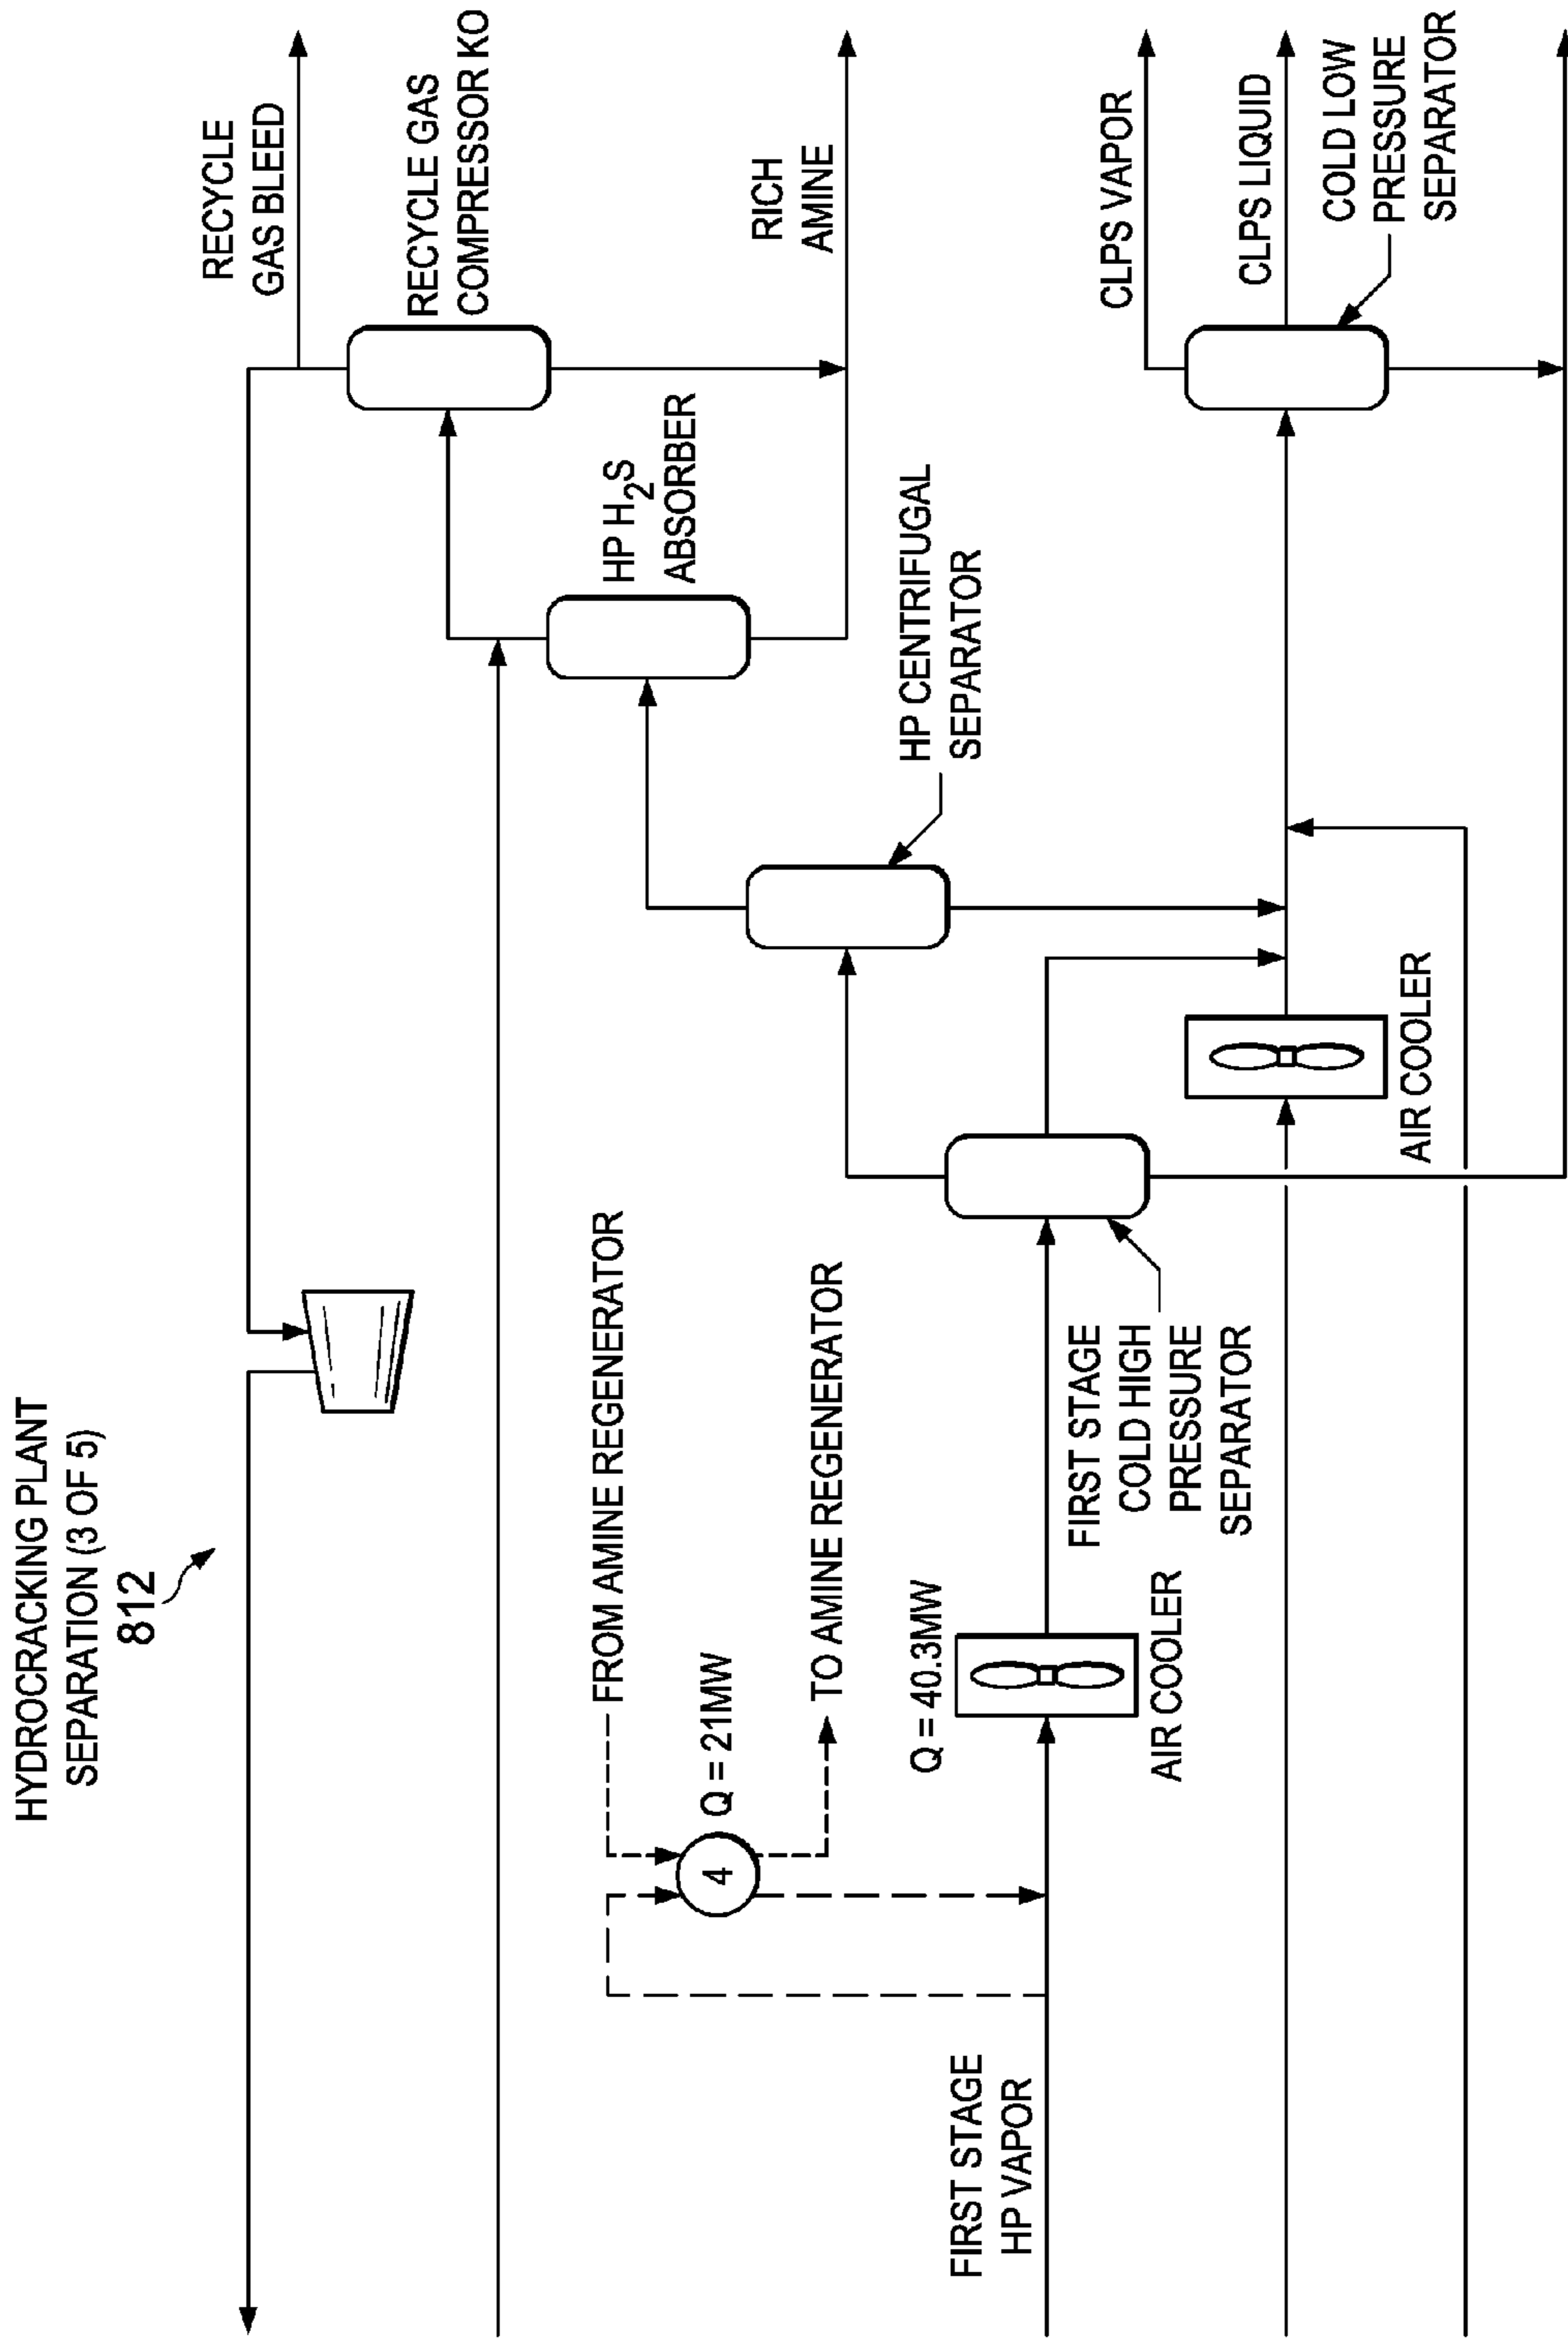 HYDROCRACKING PLANT
SEPARATION (3 OF 5)
812
RECYCLE
GAS BLEED
RECYCLE GAS
COMPRESSOR KO
HP H2S
ABSORBER
RICH
AMINE
FROM AMINE REGENERATOR
4
Q = 21MW
TO AMINE REGENERATOR
HP CENTRIFUGAL
SEPARATOR
FIRST STAGE
HP VAPOR
Q = 40.3MW
AIR COOLER
FIRST STAGE
COLD HIGH
PRESSURE
SEPARATOR
AIR COOLER
CLPS VAPOR
CLPS LIQUID
COLD LOW
PRESSURE
SEPARATOR